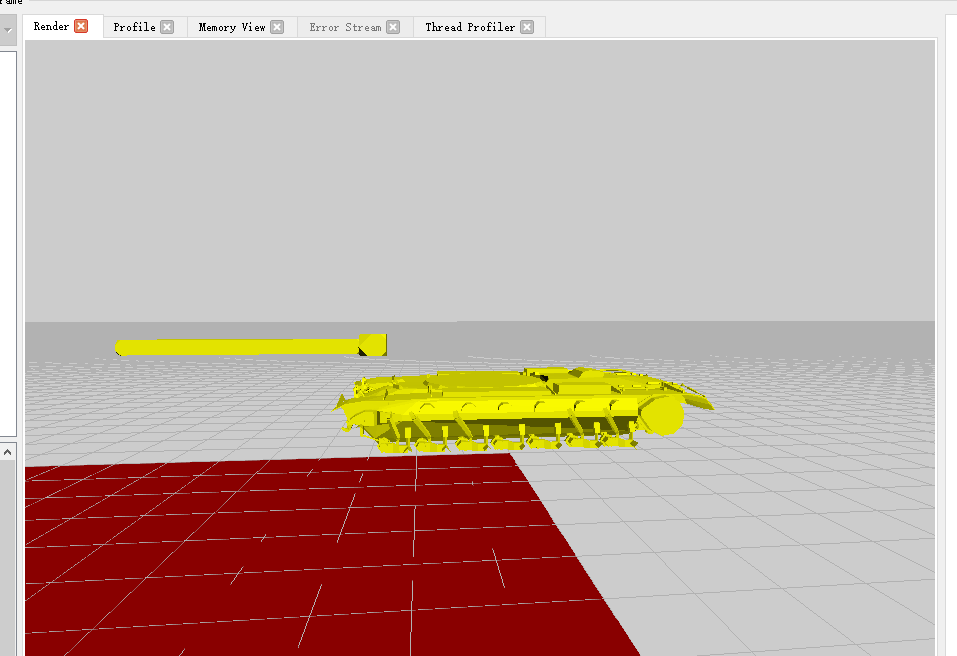 Render
Profile
Memory View
Error Stream
Thread Profiler